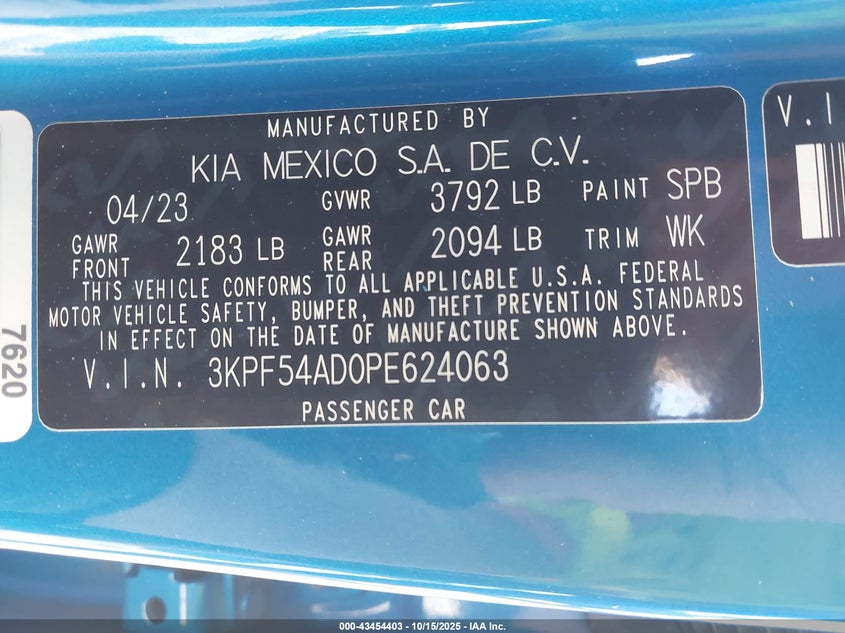 MANUFACTURED BY
KIA MEXICO S.A. DE C.V.
04/23 GVWR 3792 LB PAINT SPB
GAWR FRONT 2183 LB GAWR REAR 2094 LB TRIM WK
THIS VEHICLE CONFORMS TO ALL APPLICABLE U.S.A. FEDERAL
MOTOR VEHICLE SAFETY, BUMPER, AND THEFT PREVENTION STANDARDS
IN EFFECT ON THE DATE OF MANUFACTURE SHOWN ABOVE.
V.I.N. 3KPF54AD0PE624063
PASSENGER CAR
7620
V.I
000-43454403 - 10/15/2025 - IAA Inc.